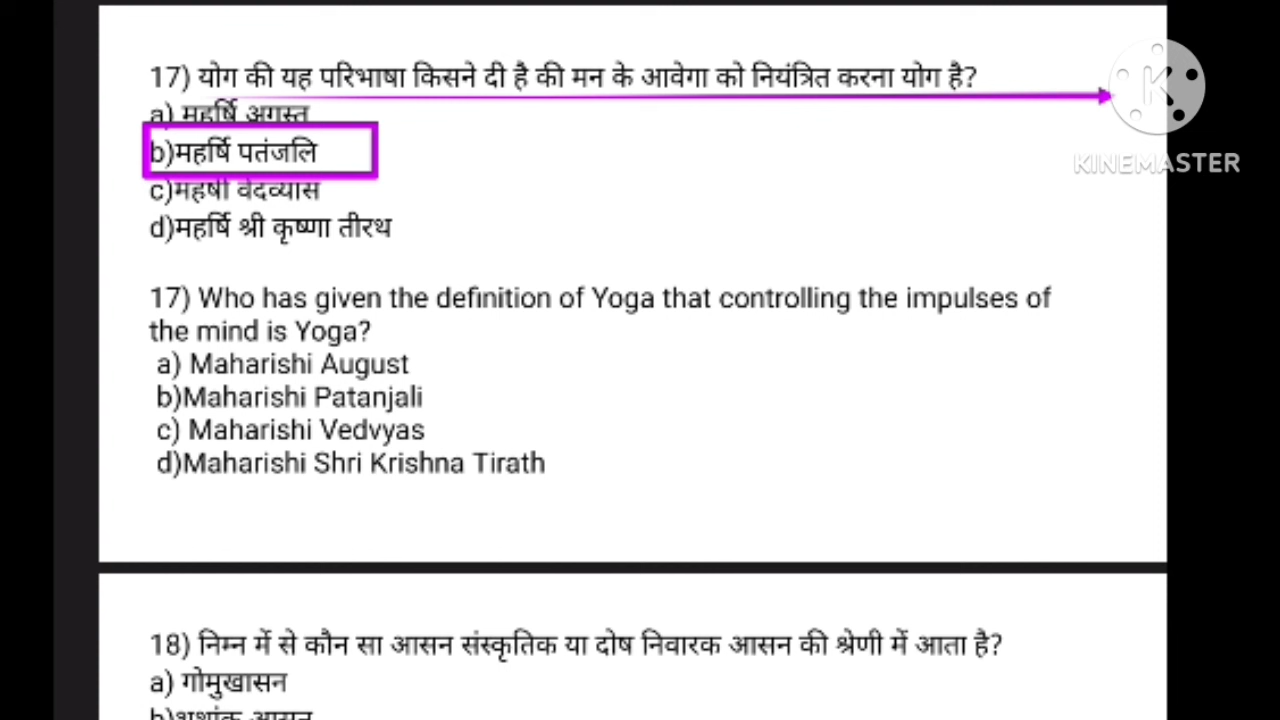 17) योग की यह परिभाषा किसने दी है की मन के आवेगा को नियंत्रित करना योग है?
a) महर्षि अगस्त
b)महर्षि पतंजलि
c)महर्षी वेदव्यास
d)महर्षि श्री कृष्णा तीरथ
KINEMASTER
17) Who has given the definition of Yoga that controlling the impulses of
the mind is Yoga?
a) Maharishi August
b)Maharishi Patanjali
c) Maharishi Vedvyas
d)Maharishi Shri Krishna Tirath
18) निम्न में से कौन सा आसन संस्कृतिक या दोष निवारक आसन की श्रेणी में आता है?
a) गोमुखासन